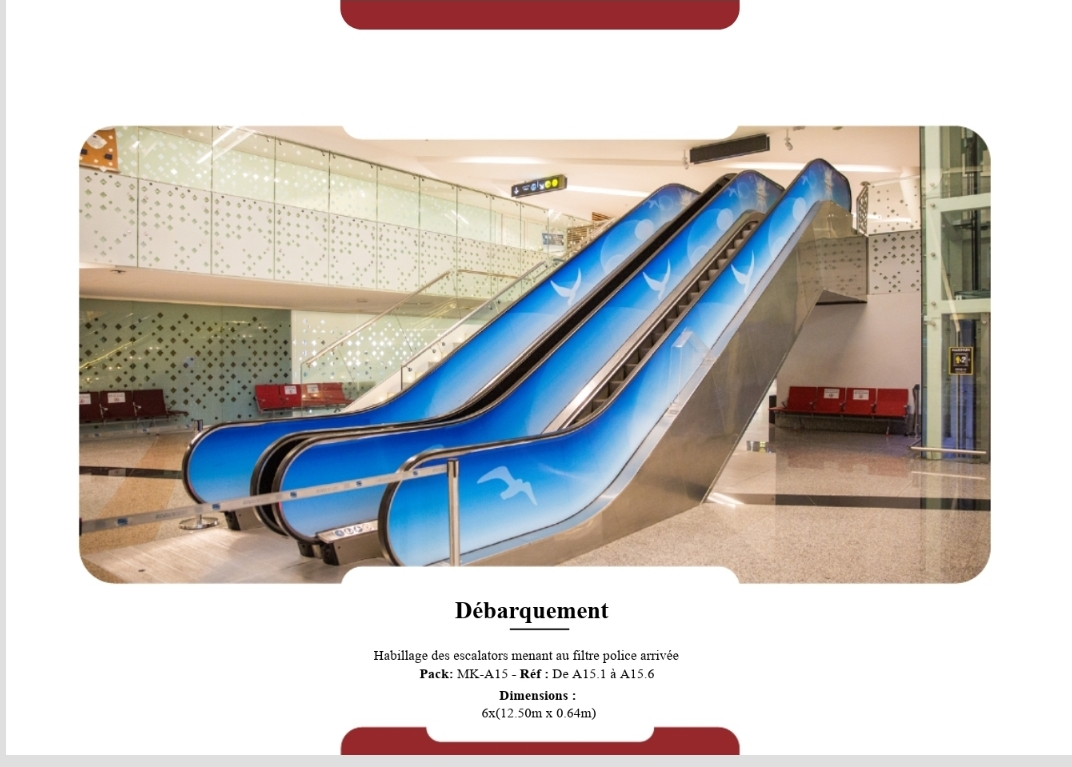 Débarquement
Habillage des escalators menant au filtre police arrivée
Pack: MK-A15 - Réf : De A15.1 à A15.6
Dimensions :
6x(12.50m x 0.64m)